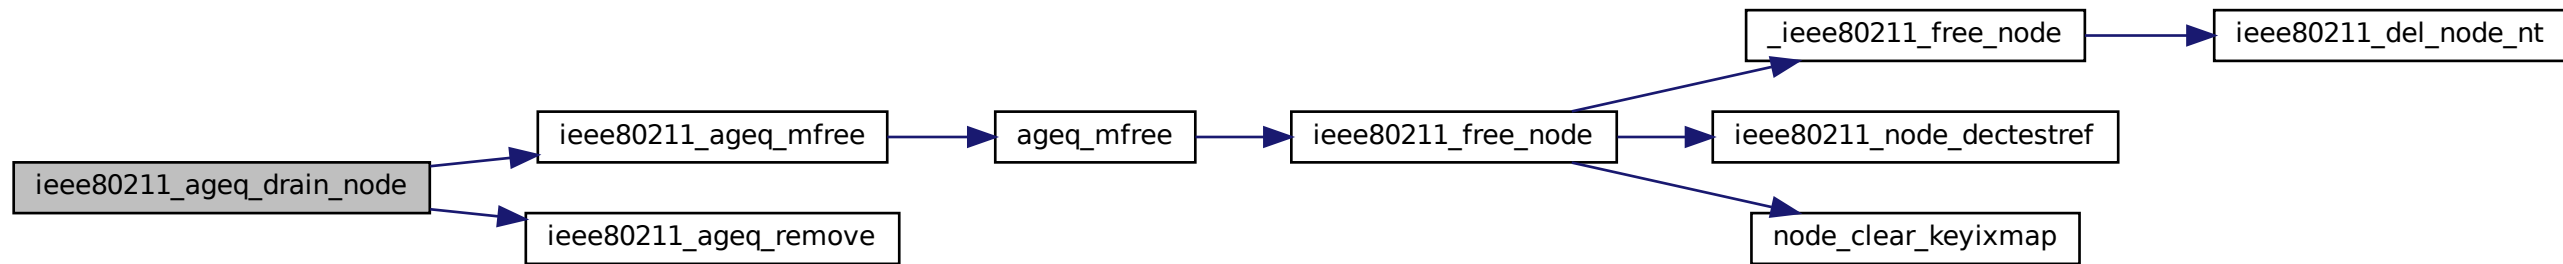 ieee80211_ageq_drain_node
ieee80211_ageq_mfree
ieee80211_ageq_remove
ageq_mfree
ieee80211_free_node
_ieee80211_free_node
ieee80211_node_dectestref
node_clear_keyixmap
ieee80211_del_node_nt